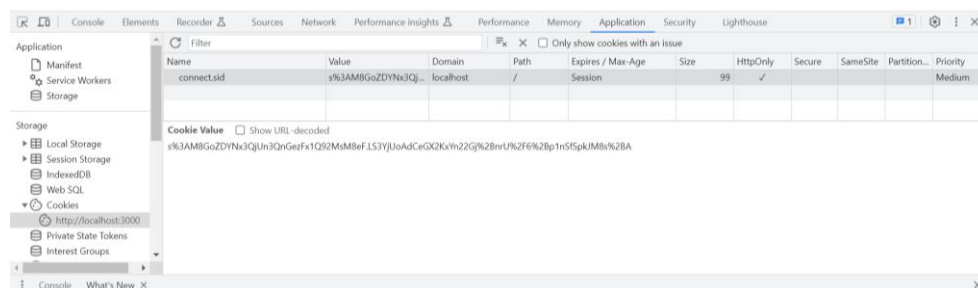 Console Elements Recorder Sources Network Performance insights Performance Memory Application Security Lighthouse 1
Application
Manifest
Service Workers
Storage
Storage
Local Storage
Session Storage
IndexedDB
Web SQL
Cookies
http://localhost:3000
Private State Tokens
Interest Groups
Filter Only show cookies with an issue
Name Value Domain Path Expires / Max-Age Size HttpOnly Secure SameSite Partition... Priority
connect.sid s%3AM8GoZDYNx3Qj... localhost / Session 99 ✓ Medium
Cookie Value Show URL-decoded
s%3AM8GoZDYNx3QjUn3QnGezFx1Q92MsM8eF.LS3YjUoAdCeGX2KxYn22Gj%2BnrU%2F6%2Bp1nSfSpkJM8s%2BA
Console What's New